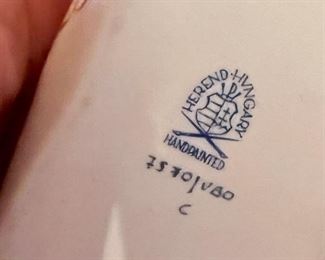 HEREND · HUNGARY
HANDPAINTED
7570/VBO
C